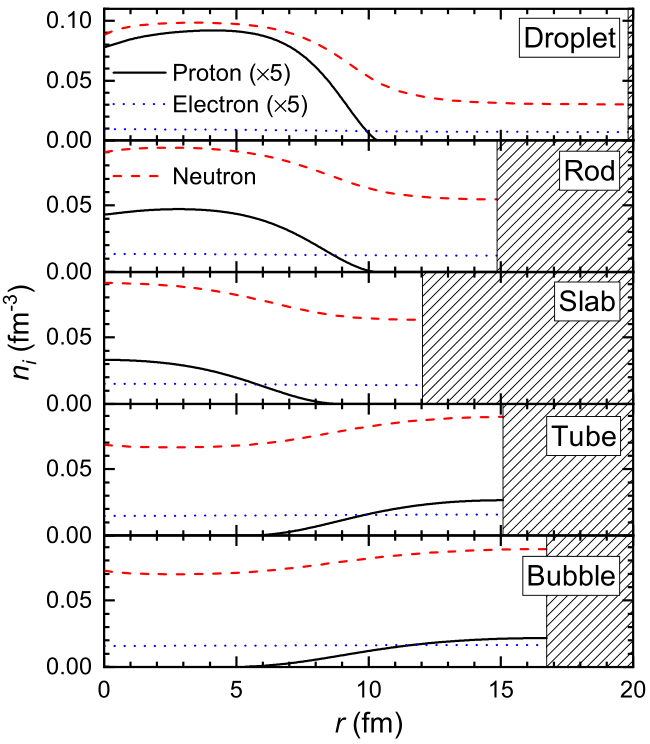 0.10
Droplet
Proton (×5)
0.05
Electron (×5)
0.00
Neutron
Rod
0.05
0.00
Slab
0.05
0.00
Tube
0.05
0.00
Bubble
0.05
0.00
n_i (fm⁻³)
0 5 10 15 20
r (fm)